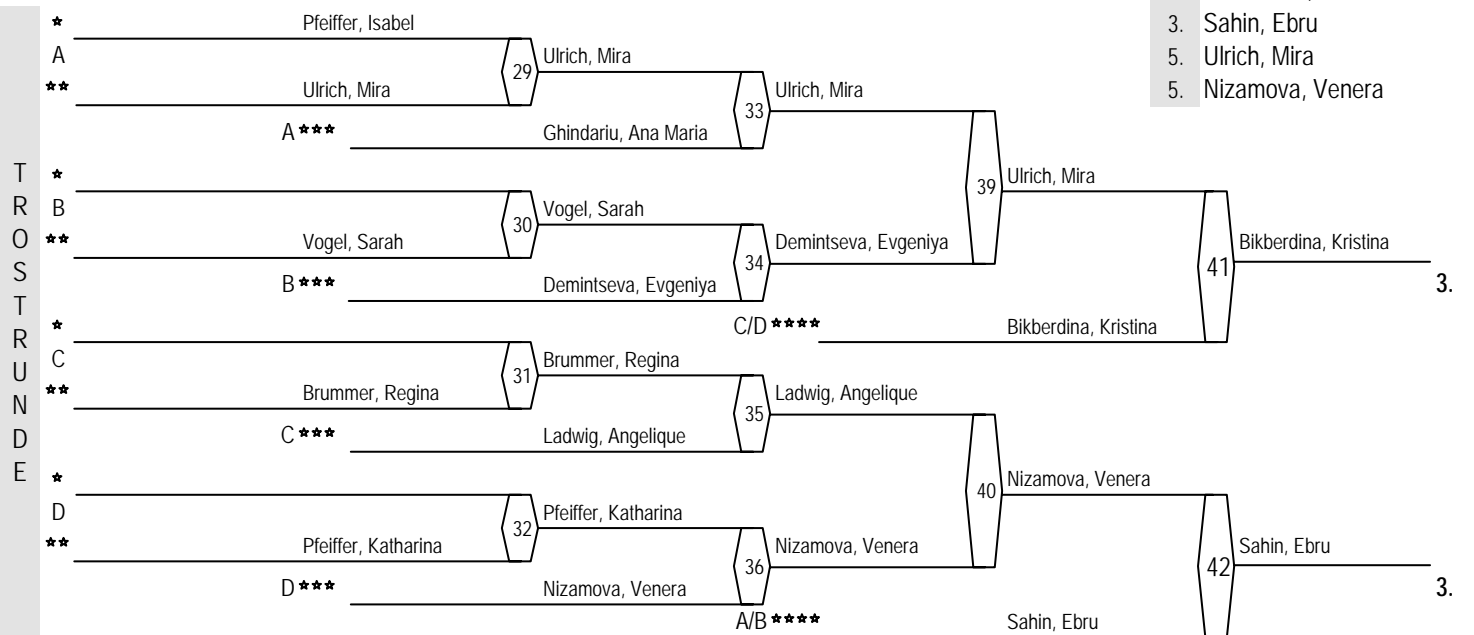 3. Sahin, Ebru
5. Ulrich, Mira
5. Nizamova, Venera
TROSTRUNDE
★ Pfeiffer, Isabel
A
29 Ulrich, Mira
★★ Ulrich, Mira
33 Ulrich, Mira
A ★★★ Ghindariu, Ana Maria
★
B
39 Ulrich, Mira
30 Vogel, Sarah
★★ Vogel, Sarah
34 Demintseva, Evgeniya
41 Bikberdina, Kristina
3.
B ★★★ Demintseva, Evgeniya
C/D ★★★★ Bikberdina, Kristina
★
C
31 Brummer, Regina
★★ Brummer, Regina
35 Ladwig, Angelique
C ★★★ Ladwig, Angelique
★
D
40 Nizamova, Venera
32 Pfeiffer, Katharina
★★ Pfeiffer, Katharina
36 Nizamova, Venera
42 Sahin, Ebru
3.
D ★★★ Nizamova, Venera
A/B ★★★★ Sahin, Ebru